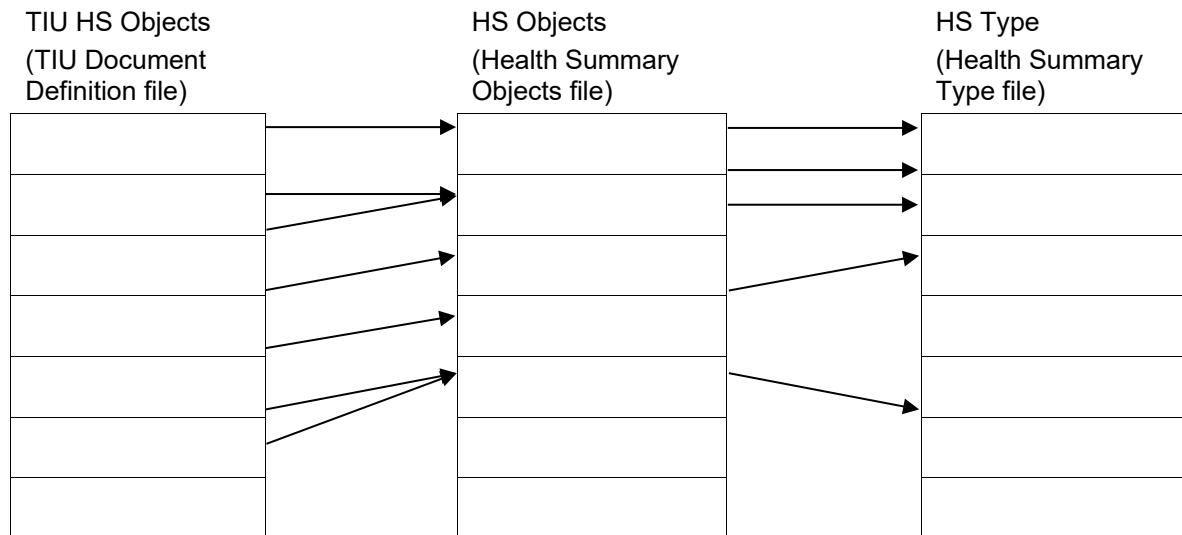 TIU HS Objects
(TIU Document
Definition file)
HS Objects
(Health Summary
Objects file)
HS Type
(Health Summary
Type file)